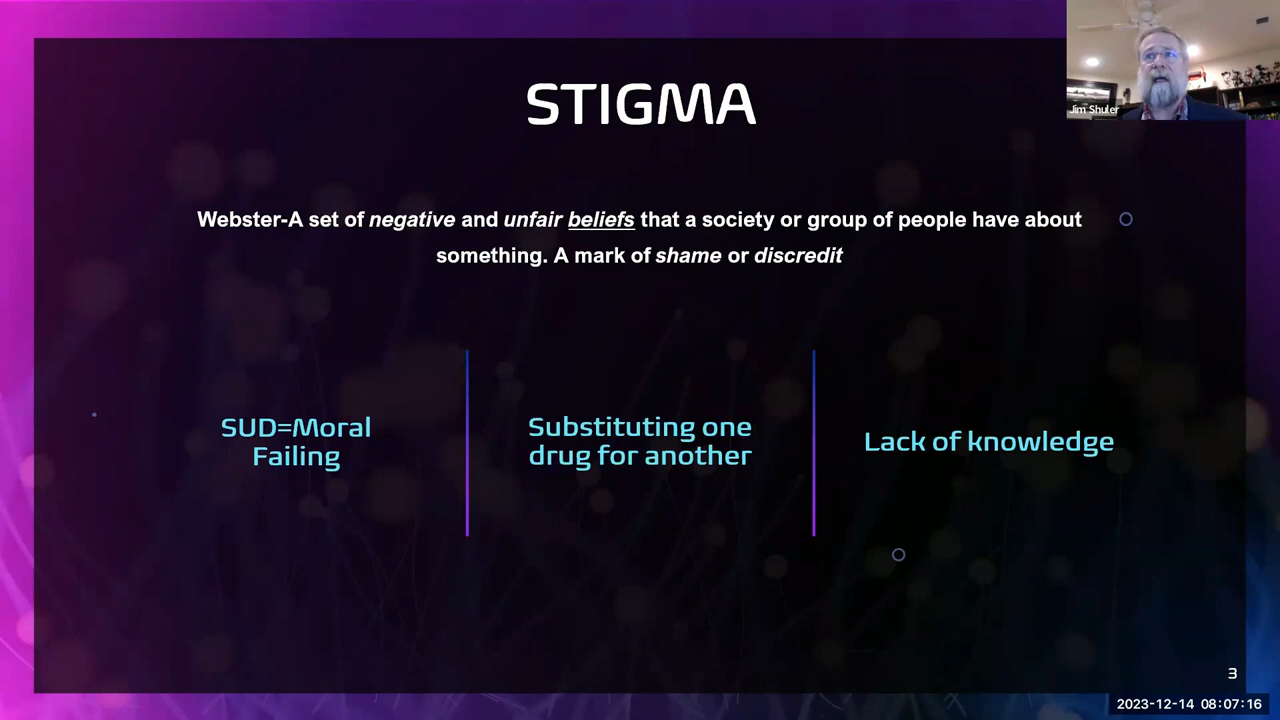 STIGMA
Jim Shuler
Webster-A set of negative and unfair beliefs that a society or group of people have about
something. A mark of shame or discredit
SUD=Moral
Failing
Substituting one
drug for another
Lack of knowledge
3
2023-12-14 08:07:16